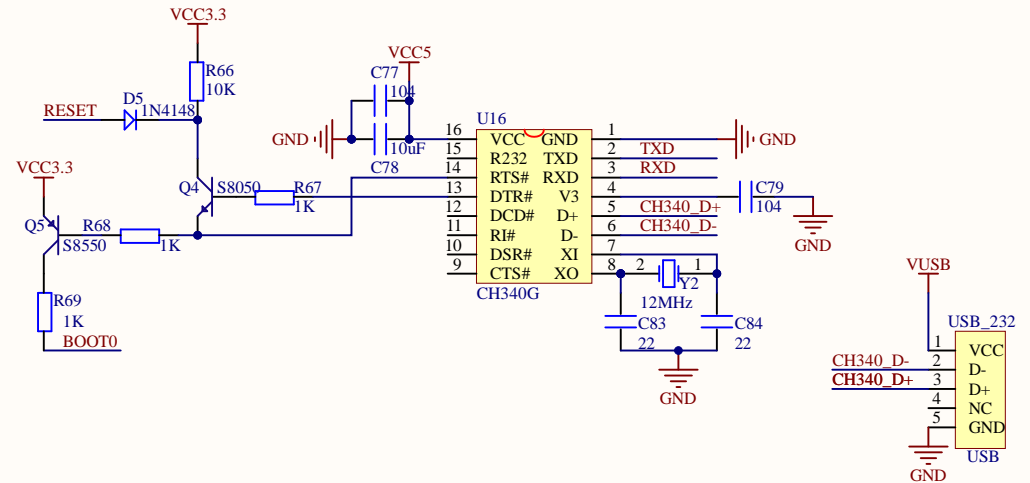 VCC3.3
R66
10K
RESET
D5
1N4148
VCC5
C77
104
GND
10uF
C78
VCC3.3
Q4
S8050
R67
1K
Q5
S8550
R68
1K
R69
1K
BOOT0
U16
16 VCC GND 1
15 R232 TXD 2 TXD
14 RTS# RXD 3 RXD
13 DTR# V3 4
12 DCD# D+ 5 CH340_D+
11 RI# D- 6 CH340_D-
10 DSR# XI 7
9 CTS# XO 8
CH340G
GND
C79
104
GND
2 1
Y2
12MHz
C83
22
C84
22
GND
VUSB
USB_232
1 VCC
CH340_D- 2 D-
CH340_D+ 3 D+
4 NC
5 GND
USB
GND